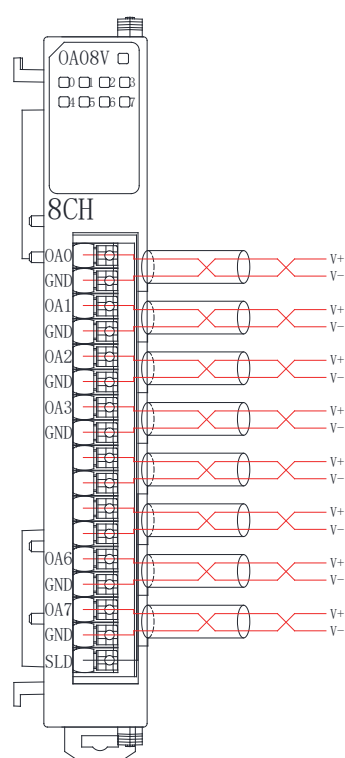 OA08V
0 1 2 3
4 5 6 7
8CH
OA0 V+
GND V-
OA1 V+
GND V-
OA2 V+
GND V-
OA3 V+
GND V-
V+
V-
V+
V-
OA6 V+
GND V-
OA7 V+
GND V-
SLD